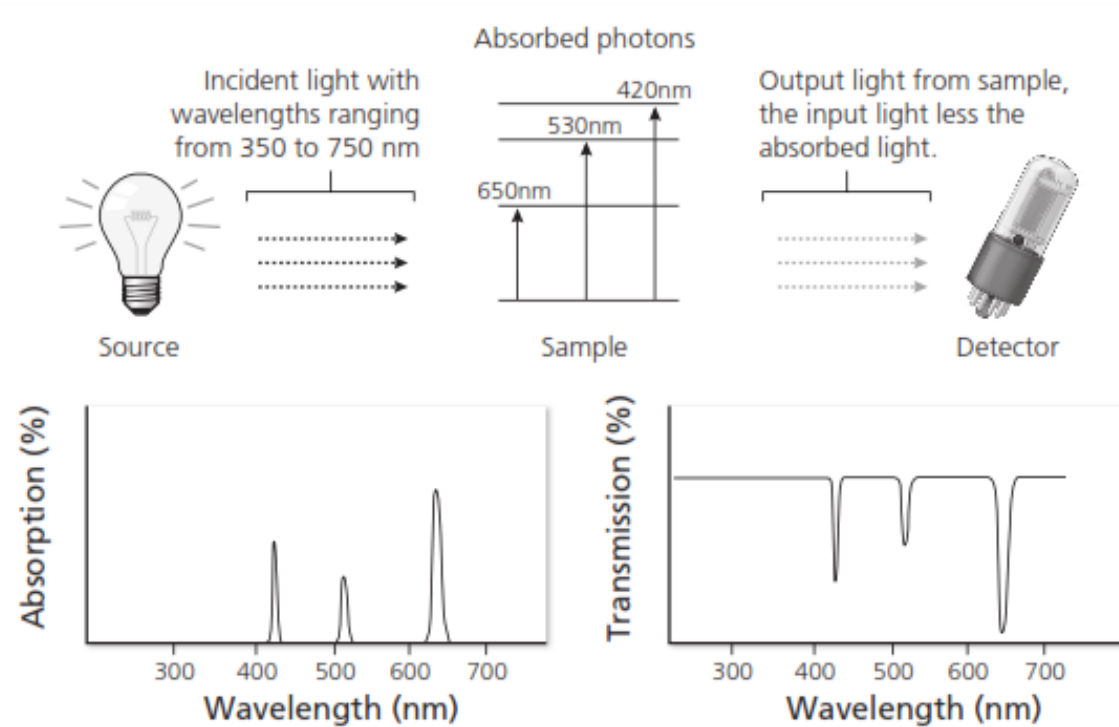 Absorbed photons
Incident light with
wavelengths ranging
from 350 to 750 nm
420nm
530nm
650nm
Output light from sample,
the input light less the
absorbed light.
Source
Sample
Detector
Absorption (%)
300 400 500 600 700
Wavelength (nm)
Transmission (%)
300 400 500 600 700
Wavelength (nm)